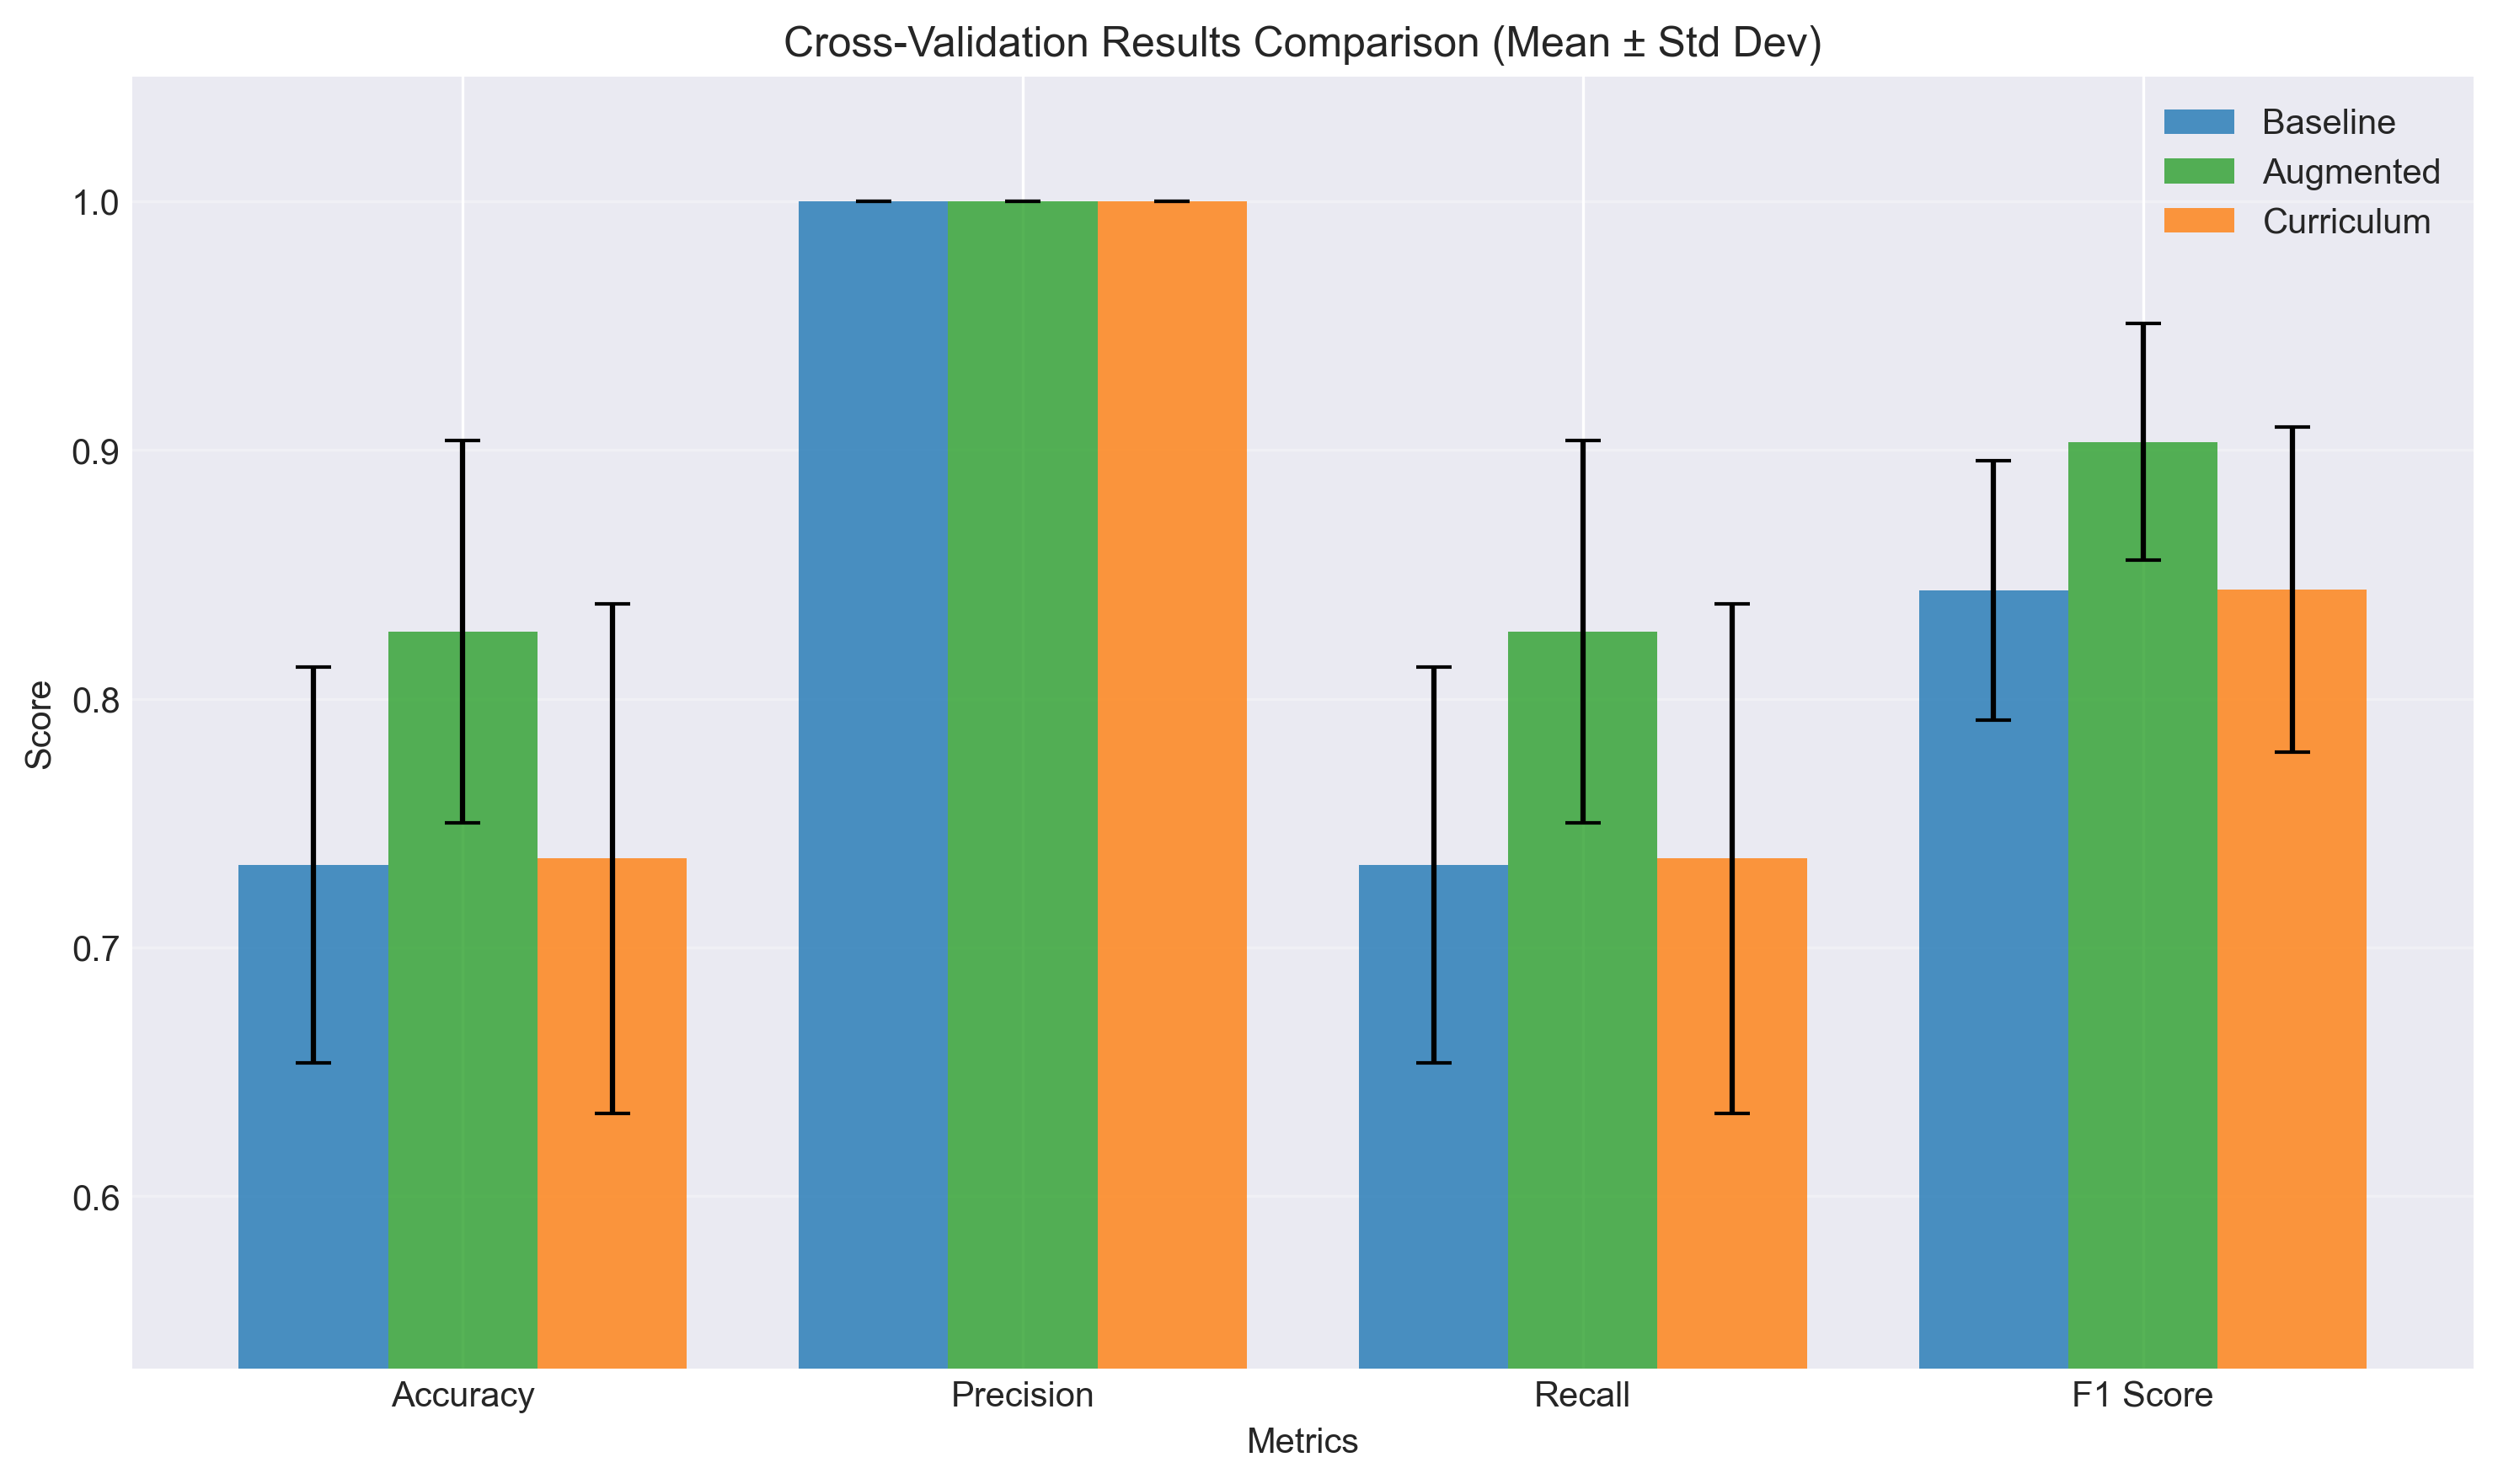 Cross-Validation Results Comparison (Mean ± Std Dev)
Baseline
Augmented
Curriculum
1.0
0.9
0.8
0.7
0.6
Score
Accuracy
Precision
Recall
F1 Score
Metrics